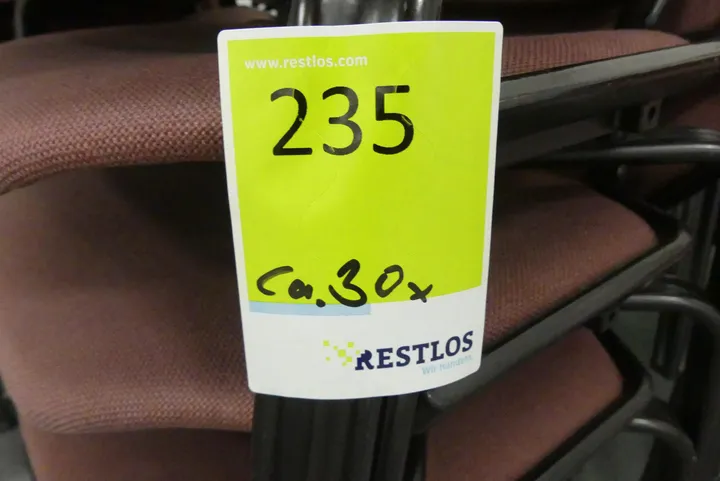 www.restlos.com
235
Ca. 30x
RESTLOS
Wir handeln